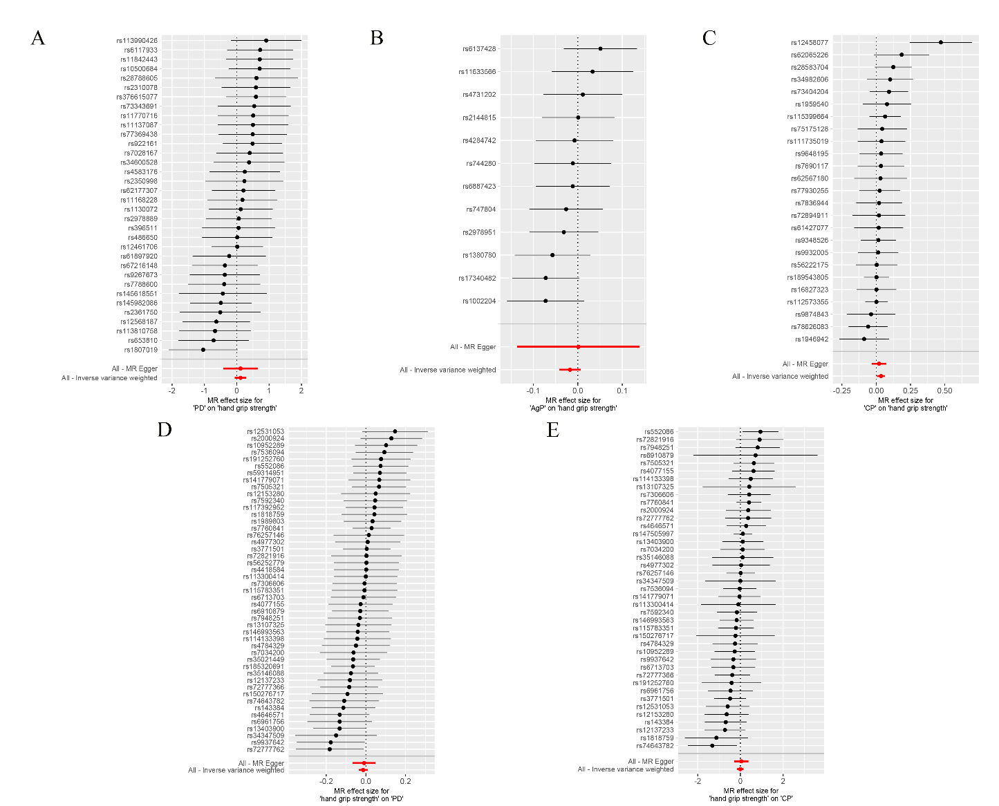 A
rs113990426
rs6117933
rs11842443
rs10500684
rs28788605
rs2310078
rs376615077
rs73343691
rs11770716
rs11137087
rs77369438
rs922161
rs7028167
rs34600528
rs4583176
rs2350998
rs62177307
rs11168228
rs1130072
rs2978889
rs396511
rs486650
rs12461706
rs61897920
rs67216148
rs9267673
rs7788600
rs145618551
rs145982086
rs2361750
rs12568187
rs113810758
rs653810
rs1807019
All - MR Egger
All - Inverse variance weighted
-2 -1 0 1 2
MR effect size for
'PD' on 'hand grip strength'
B
rs6137428
rs11633566
rs4731202
rs2144815
rs4284742
rs744280
rs6887423
rs747804
rs2978951
rs1380780
rs17340482
rs1002204
All - MR Egger
All - Inverse variance weighted
-0.1 0.0 0.1
MR effect size for
'AgP' on 'hand grip strength'
C
rs12458077
rs62065226
rs28583704
rs34982606
rs73404204
rs1959540
rs115399664
rs75175128
rs111735019
rs9648195
rs7690117
rs62567180
rs77930255
rs7836944
rs72894911
rs61427077
rs9348526
rs9932005
rs56222175
rs189543805
rs16827323
rs112573355
rs9874843
rs78626083
rs1946942
All - MR Egger
All - Inverse variance weighted
-0.25 0.00 0.25 0.50
MR effect size for
'CP' on 'hand grip strength'
D
rs12531053
rs2000924
rs10952289
rs7536094
rs191252760
rs552086
rs59314951
rs141779071
rs7505321
rs12153280
rs7592340
rs117392952
rs1818759
rs1989803
rs7760841
rs76257146
rs4977302
rs3771501
rs72821916
rs56252779
rs4418584
rs113300414
rs7306606
rs115783351
rs6713703
rs4077155
rs6910879
rs7948251
rs13107325
rs146993563
rs114133398
rs4784329
rs7034200
rs35021449
rs185320691
rs35146088
rs12137233
rs72777366
rs150276717
rs74643782
rs143384
rs4646571
rs6961756
rs13403900
rs34347509
rs9937642
rs72777762
All - MR Egger
All - Inverse variance weighted
-0.2 0.0 0.2
MR effect size for
'hand grip strength' on 'PD'
E
rs552086
rs72821916
rs7948251
rs6910879
rs7505321
rs4077155
rs114133398
rs13107325
rs7306606
rs7760841
rs2000924
rs72777762
rs4646571
rs147505997
rs13403900
rs7034200
rs35146088
rs4977302
rs76257146
rs34347509
rs7536094
rs141779071
rs113300414
rs7592340
rs146993563
rs115783351
rs150276717
rs4784329
rs10952289
rs9937642
rs6713703
rs72777366
rs191252760
rs6961756
rs3771501
rs12531053
rs12153280
rs143384
rs12137233
rs1818759
rs74643782
All - MR Egger
All - Inverse variance weighted
-2 0 2
MR effect size for
'hand grip strength' on 'CP'